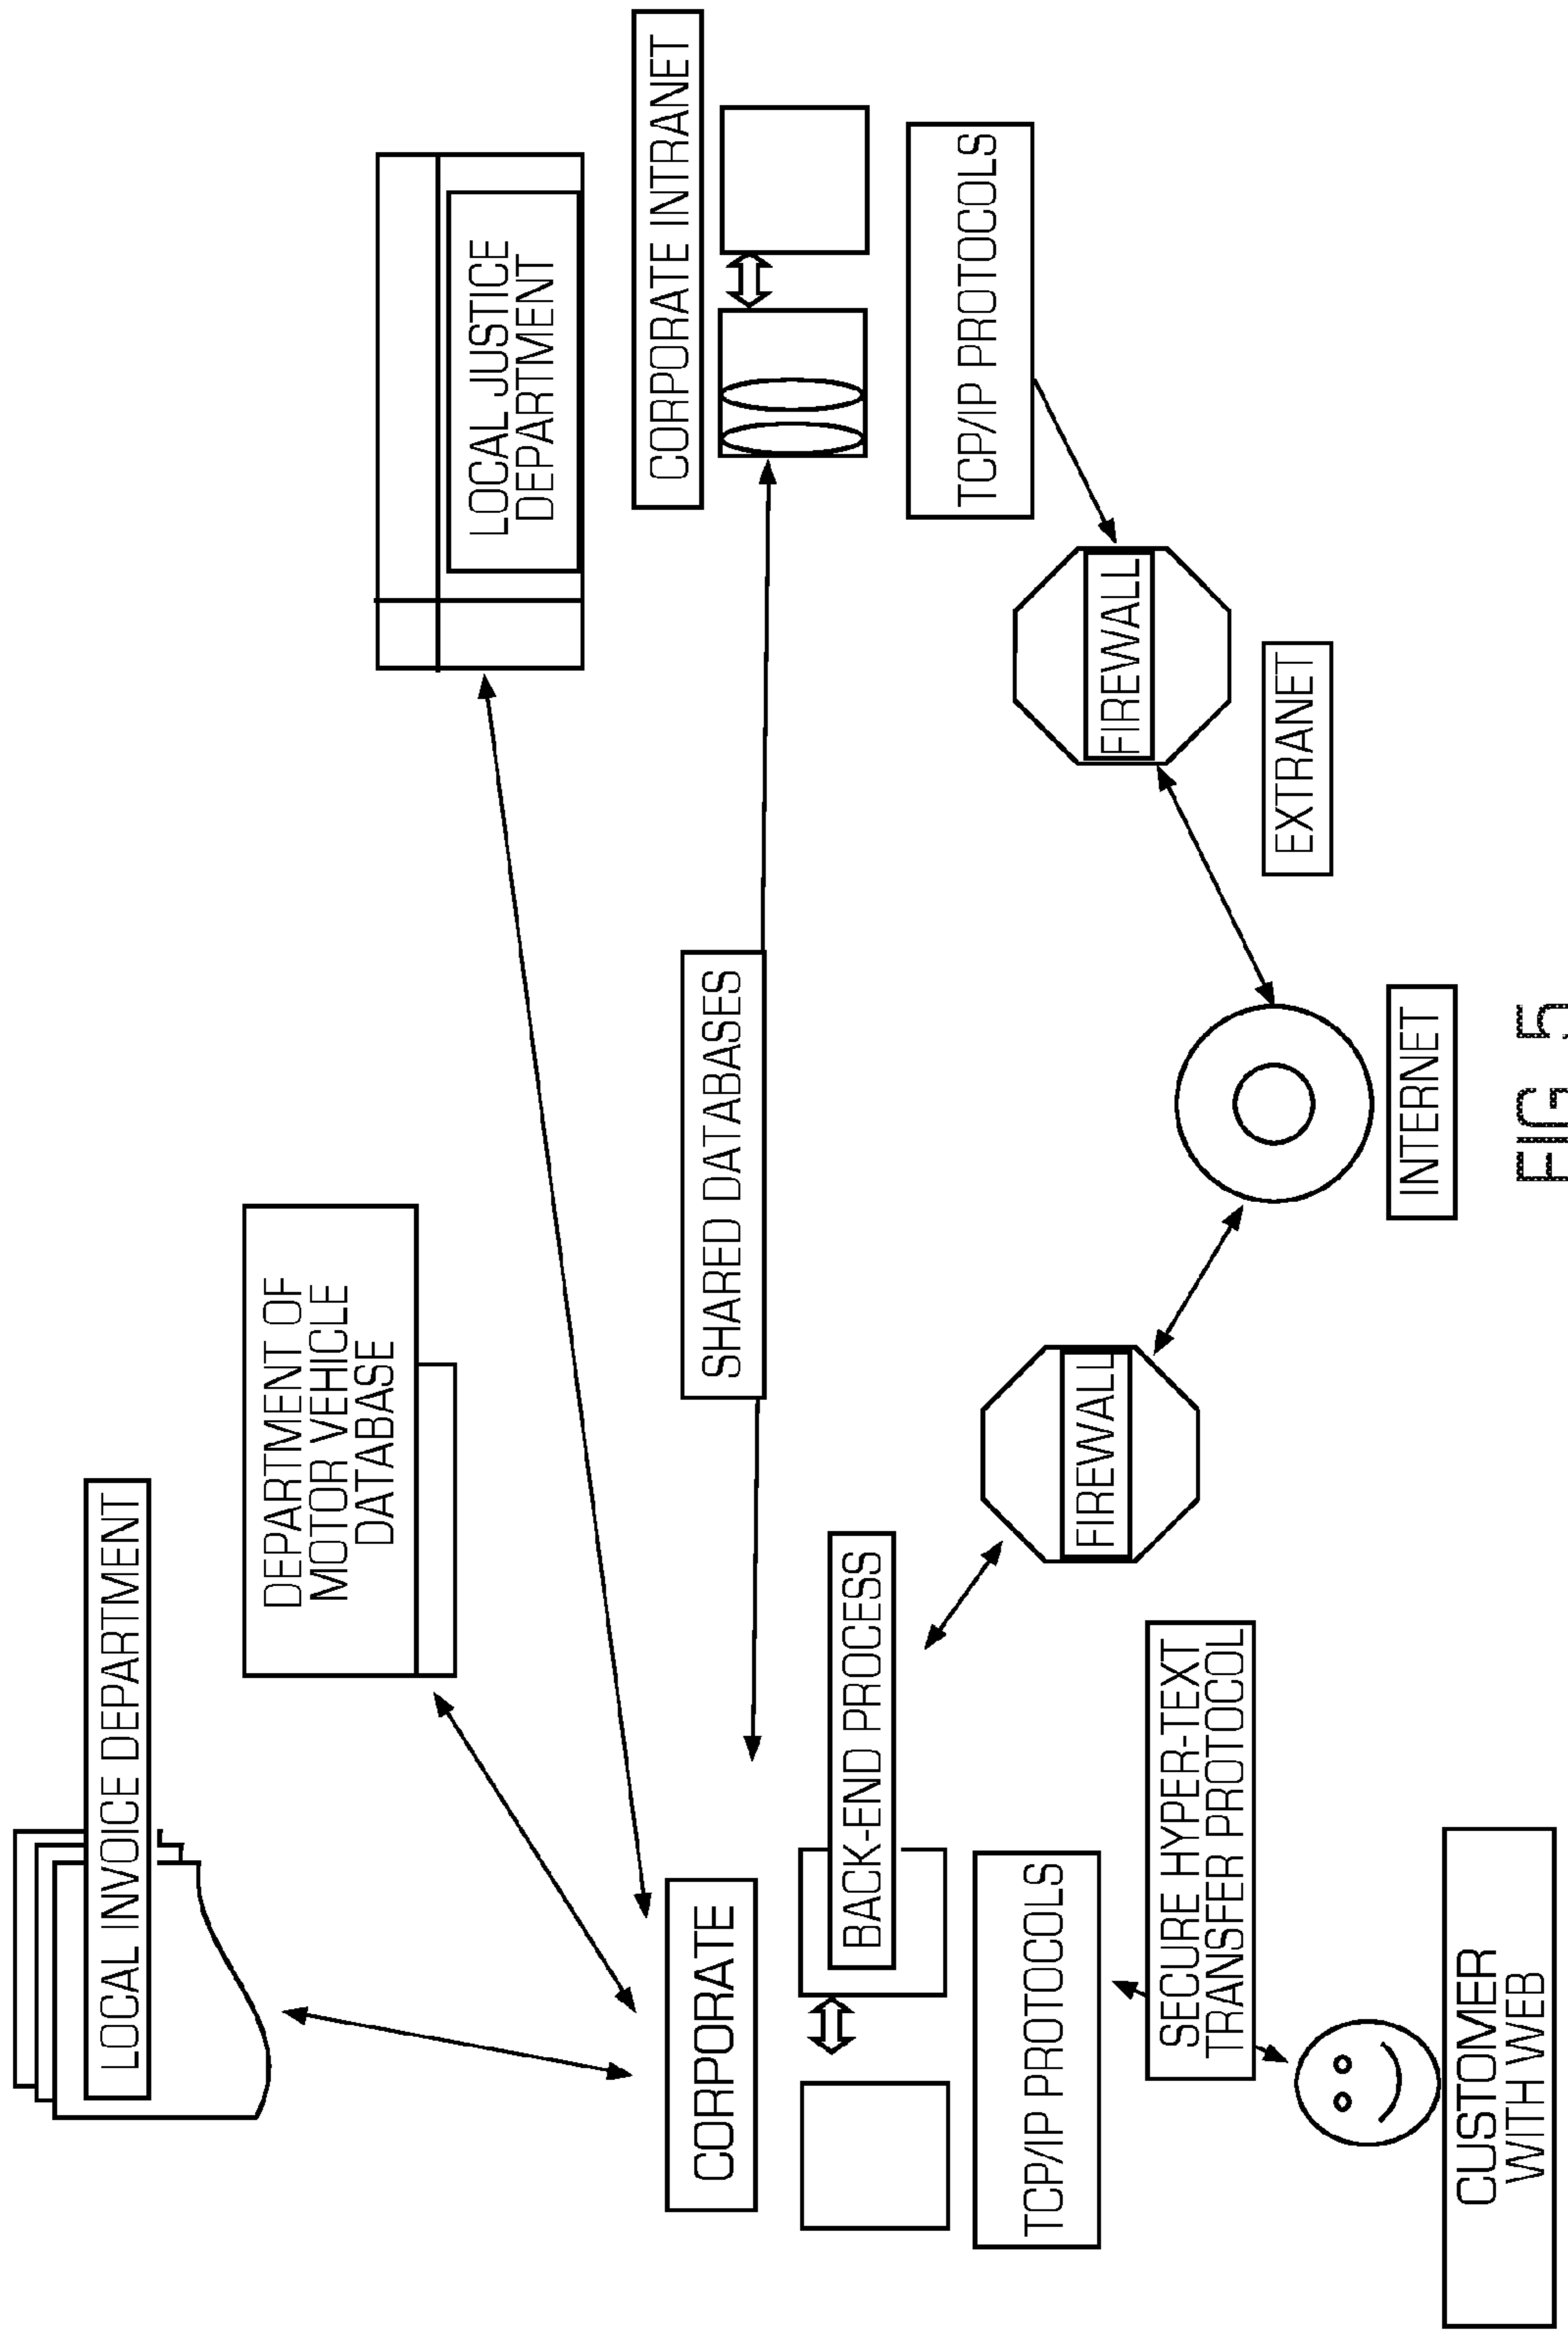 LOCAL INVOICE DEPARTMENT
DEPARTMENT OF
MOTOR VEHICLE
DATABASE
LOCAL JUSTICE
DEPARTMENT
CORPORATE
SHARED DATABASES
CORPORATE INTRANET
BACK-END PROCESS
TCP/IP PROTOCOLS
TCP/IP PROTOCOLS
FIREWALL
FIREWALL
SECURE HYPER-TEXT
TRANSFER PROTOCOL
EXTRANET
INTERNET
CUSTOMER
WITH WEB
FIG. 5